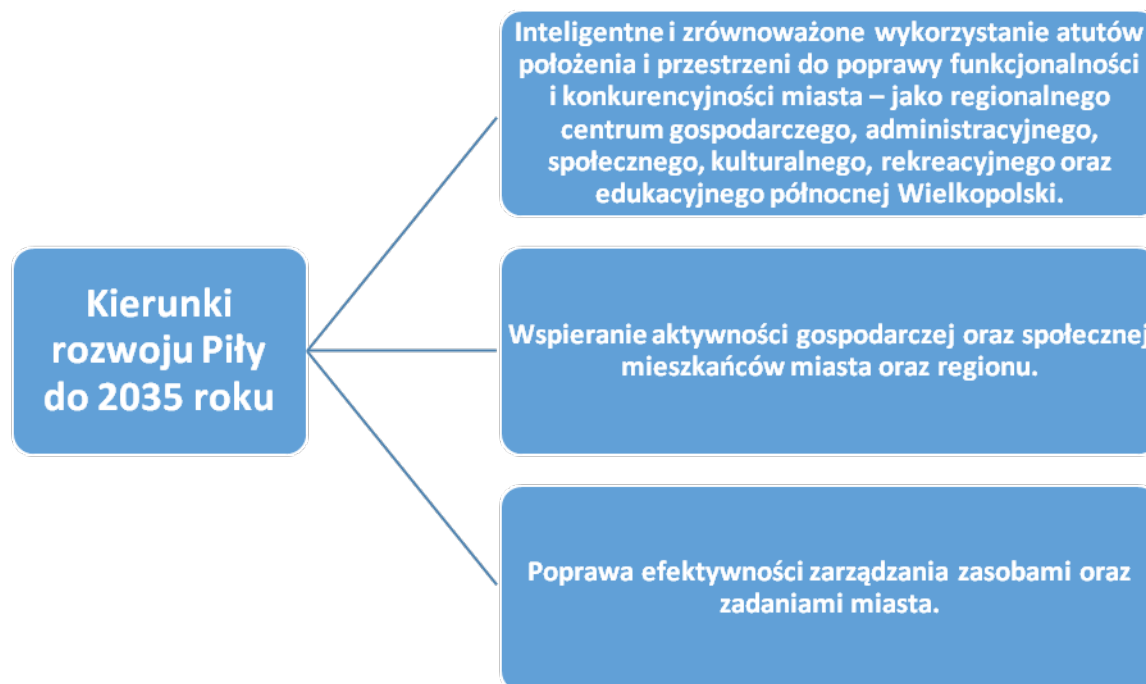 Kierunki
rozwoju Piły
do 2035 roku
Inteligentne i zrównoważone wykorzystanie atutów
położenia i przestrzeni do poprawy funkcjonalności
i konkurencyjności miasta – jako regionalnego
centrum gospodarczego, administracyjnego,
społecznego, kulturalnego, rekreacyjnego oraz
edukacyjnego północnej Wielkopolski.
Wspieranie aktywności gospodarczej oraz społecznej
mieszkańców miasta oraz regionu.
Poprawa efektywności zarządzania zasobami oraz
zadaniami miasta.